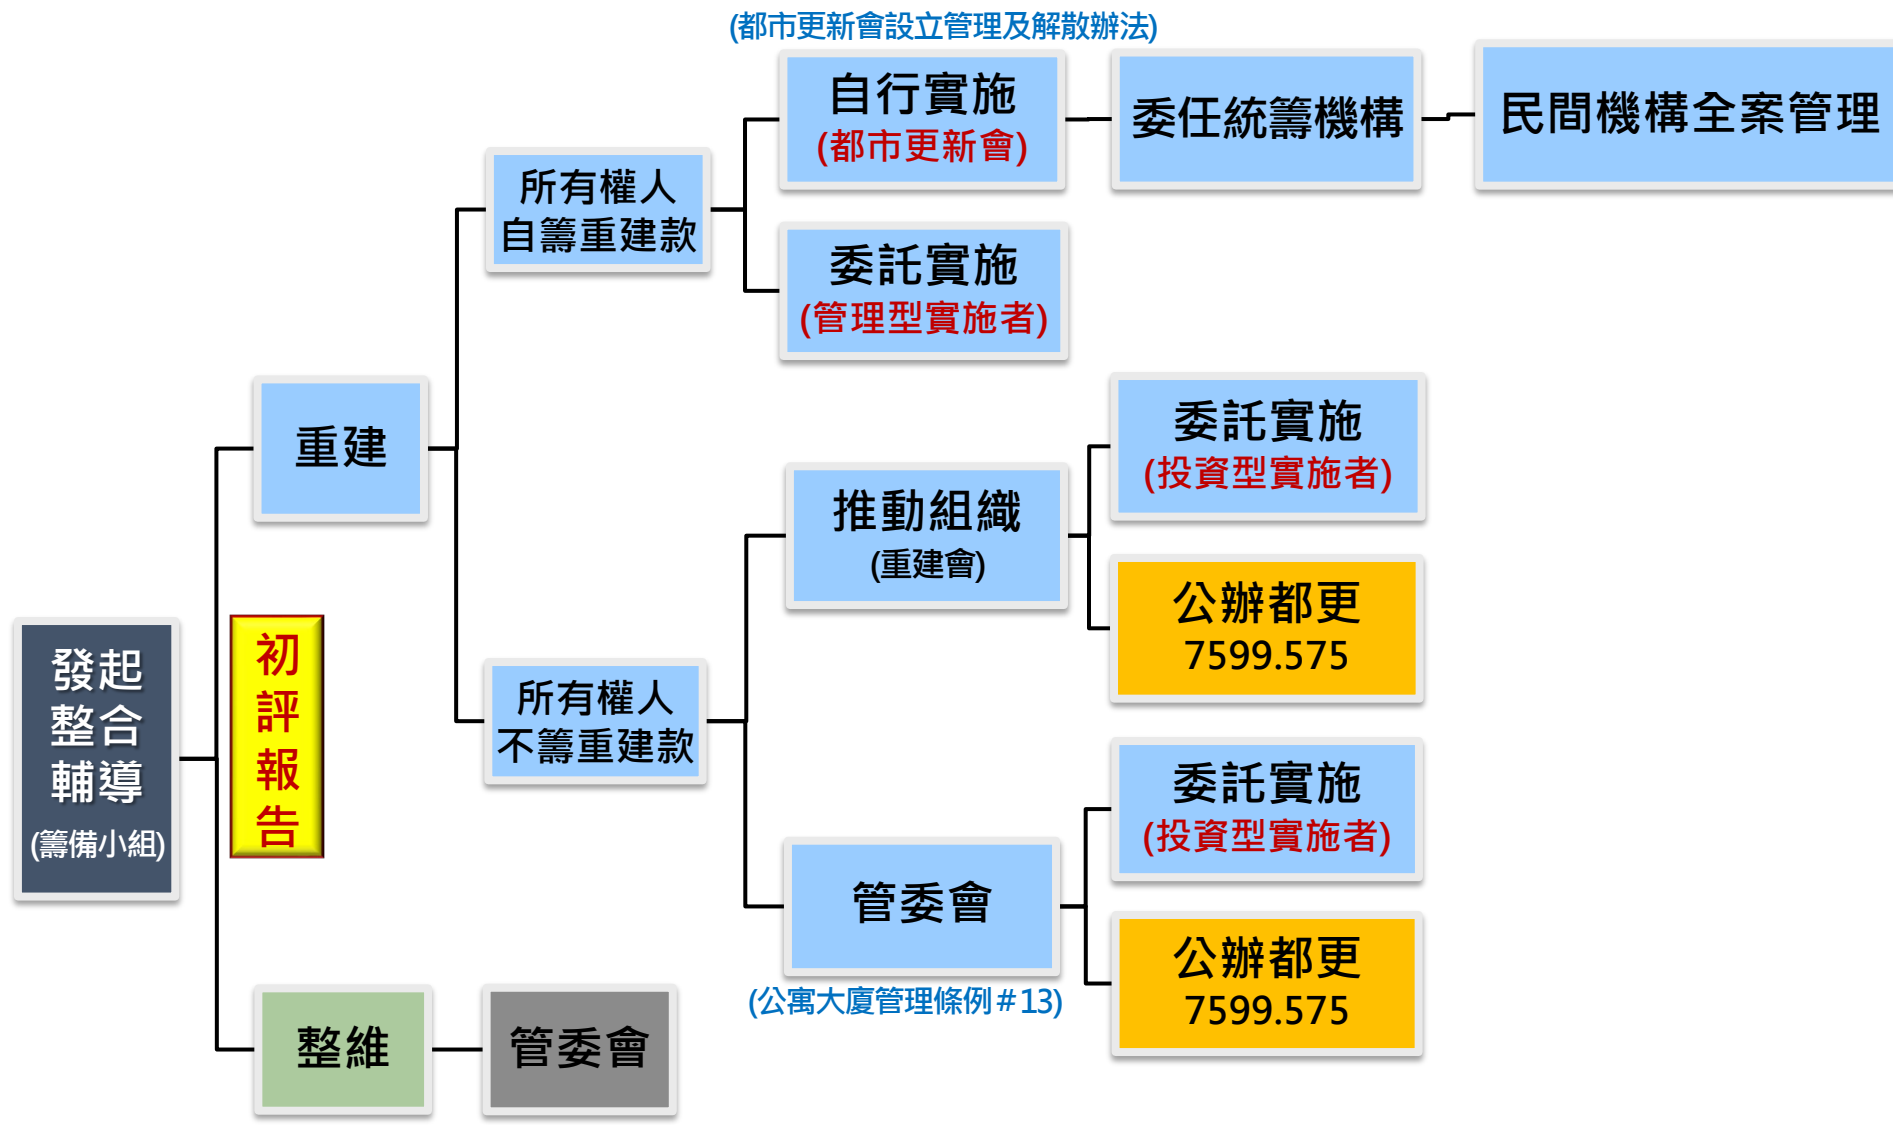 (都市更新會設立管理及解散辦法)
自行實施
(都市更新會)
委任統籌機構
民間機構全案管理
所有權人
自籌重建款
委託實施
(管理型實施者)
重建
委託實施
(投資型實施者)
推動組織
(重建會)
公辦都更
7599.575
發起
整合
輔導
(籌備小組)
初
評
報
告
所有權人
不籌重建款
委託實施
(投資型實施者)
管委會
(公寓大廈管理條例#13)
公辦都更
7599.575
整維
管委會